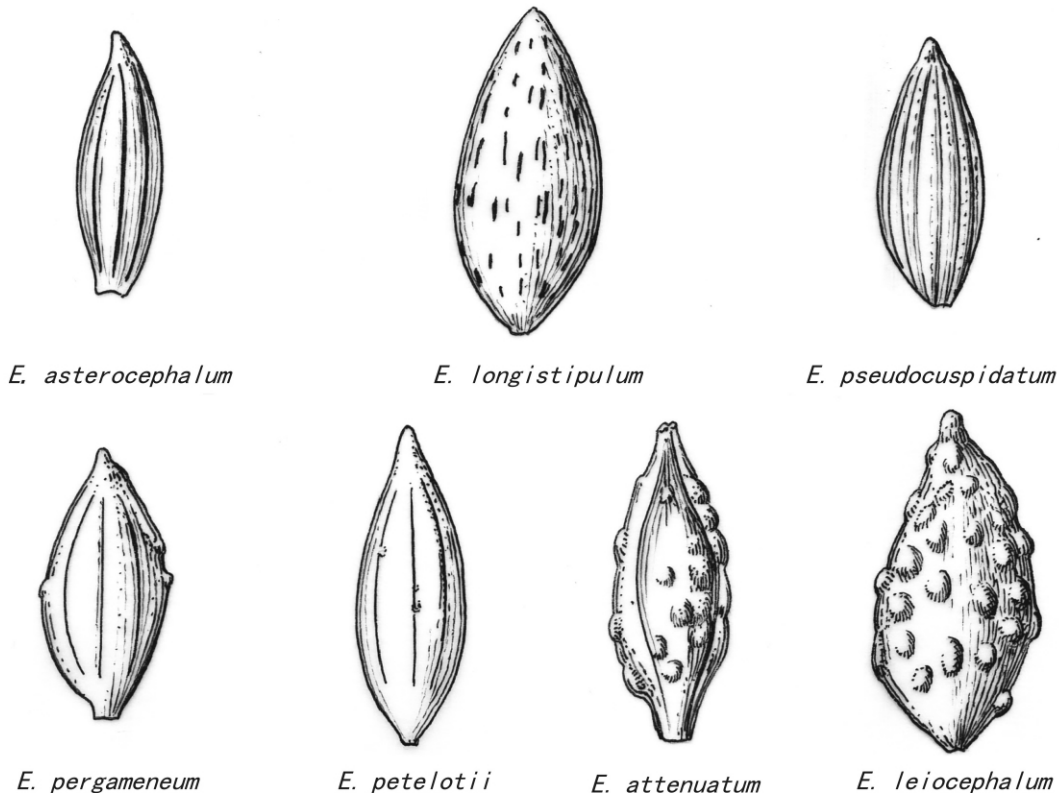 E. asterocephalum
E. longistipulum
E. pseudocuspidatum
E. pergameneum
E. petelotii
E. attenuatum
E. leiocephalum